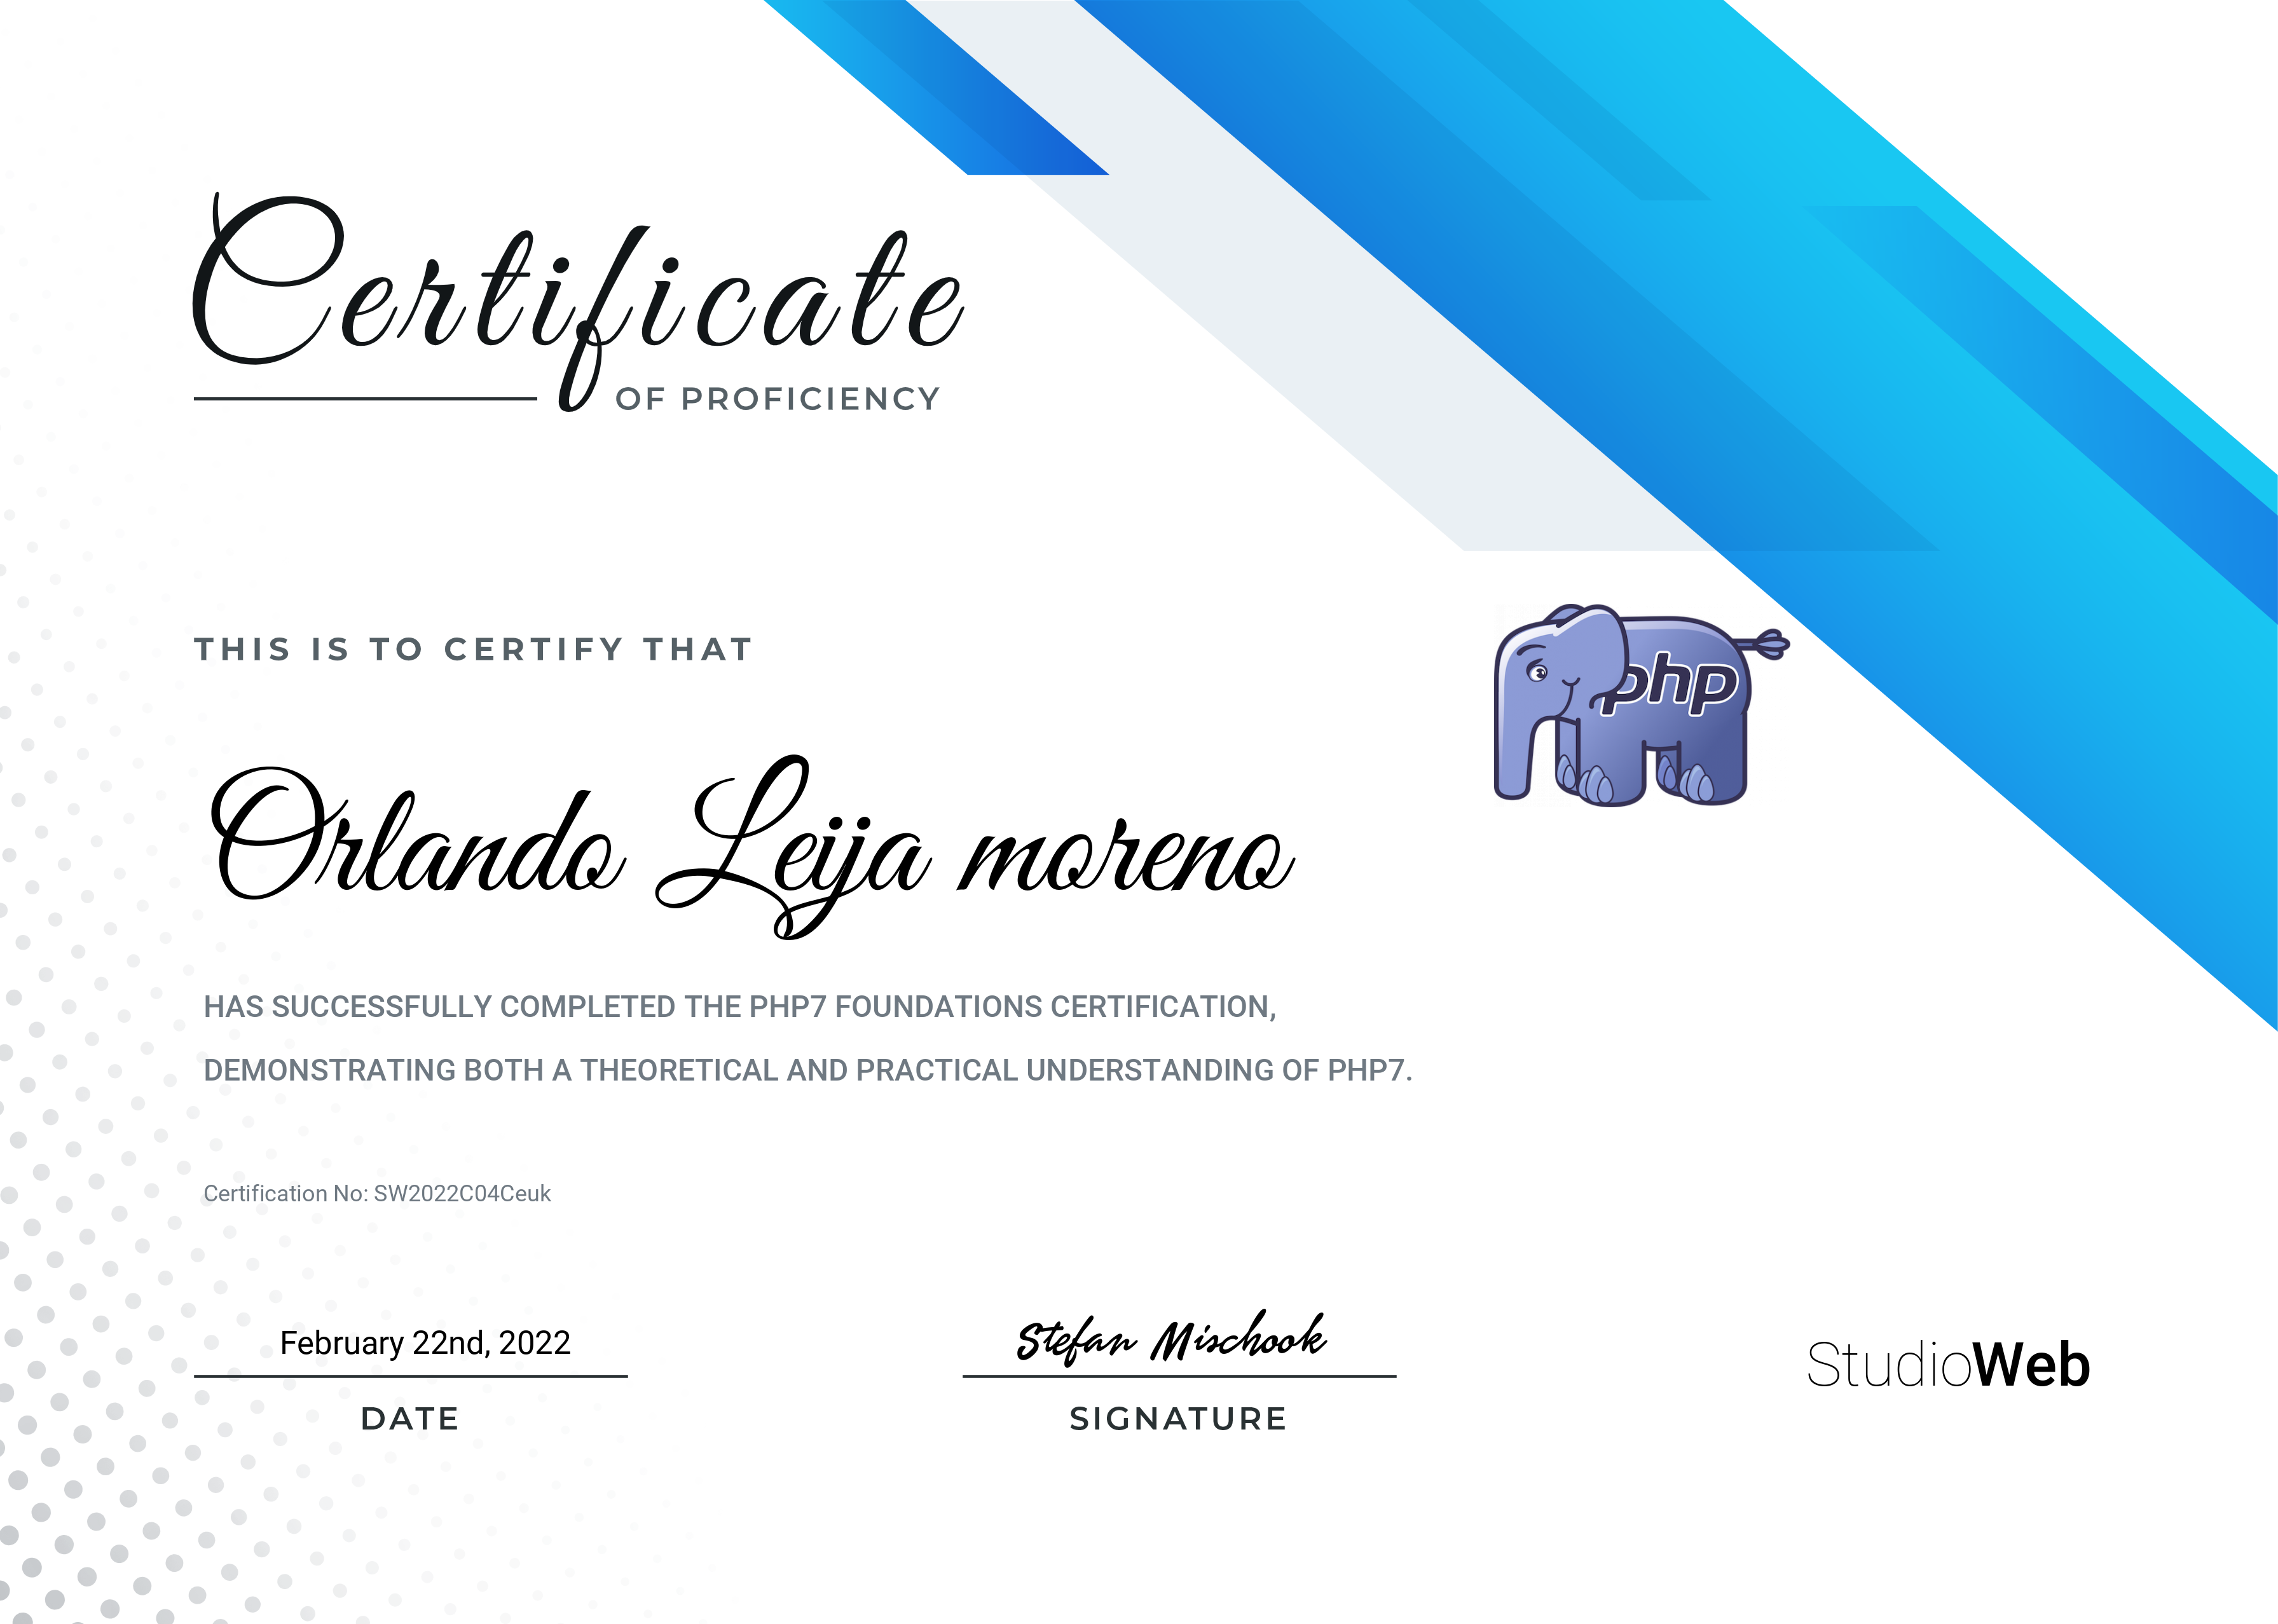 Certificate
OF PROFICIENCY
THIS IS TO CERTIFY THAT
php
Orlando Leija moreno
HAS SUCCESSFULLY COMPLETED THE PHP7 FOUNDATIONS CERTIFICATION,
DEMONSTRATING BOTH A THEORETICAL AND PRACTICAL UNDERSTANDING OF PHP7.
Certification No: SW2022C04Ceuk
February 22nd, 2022
DATE
Stefan Mischook
SIGNATURE
StudioWeb